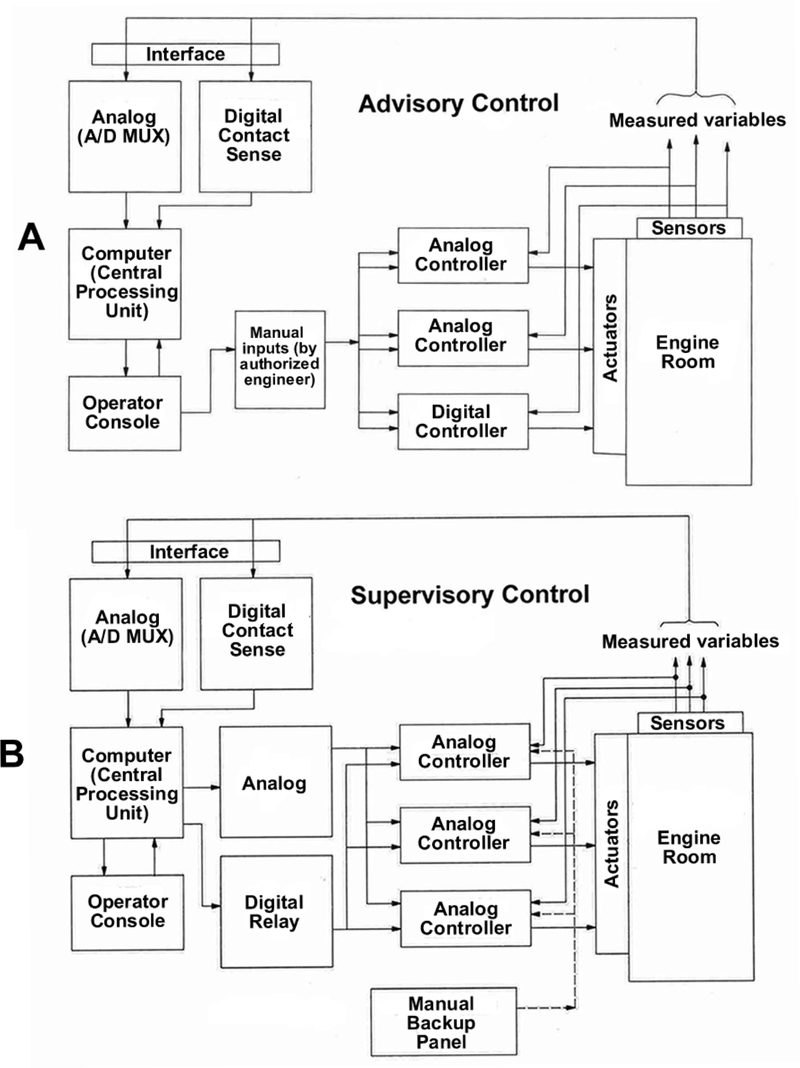 Interface
Analog
(A/D MUX)
Digital
Contact
Sense
Advisory Control
Measured variables
A
Computer
(Central
Processing
Unit)
Operator
Console
Manual
inputs (by
authorized
engineer)
Analog
Controller
Analog
Controller
Digital
Controller
Sensors
Actuators
Engine
Room
Interface
Analog
(A/D MUX)
Digital
Contact
Sense
Supervisory Control
Measured variables
B
Computer
(Central
Processing
Unit)
Operator
Console
Analog
Digital
Relay
Analog
Controller
Analog
Controller
Analog
Controller
Manual
Backup
Panel
Sensors
Actuators
Engine
Room